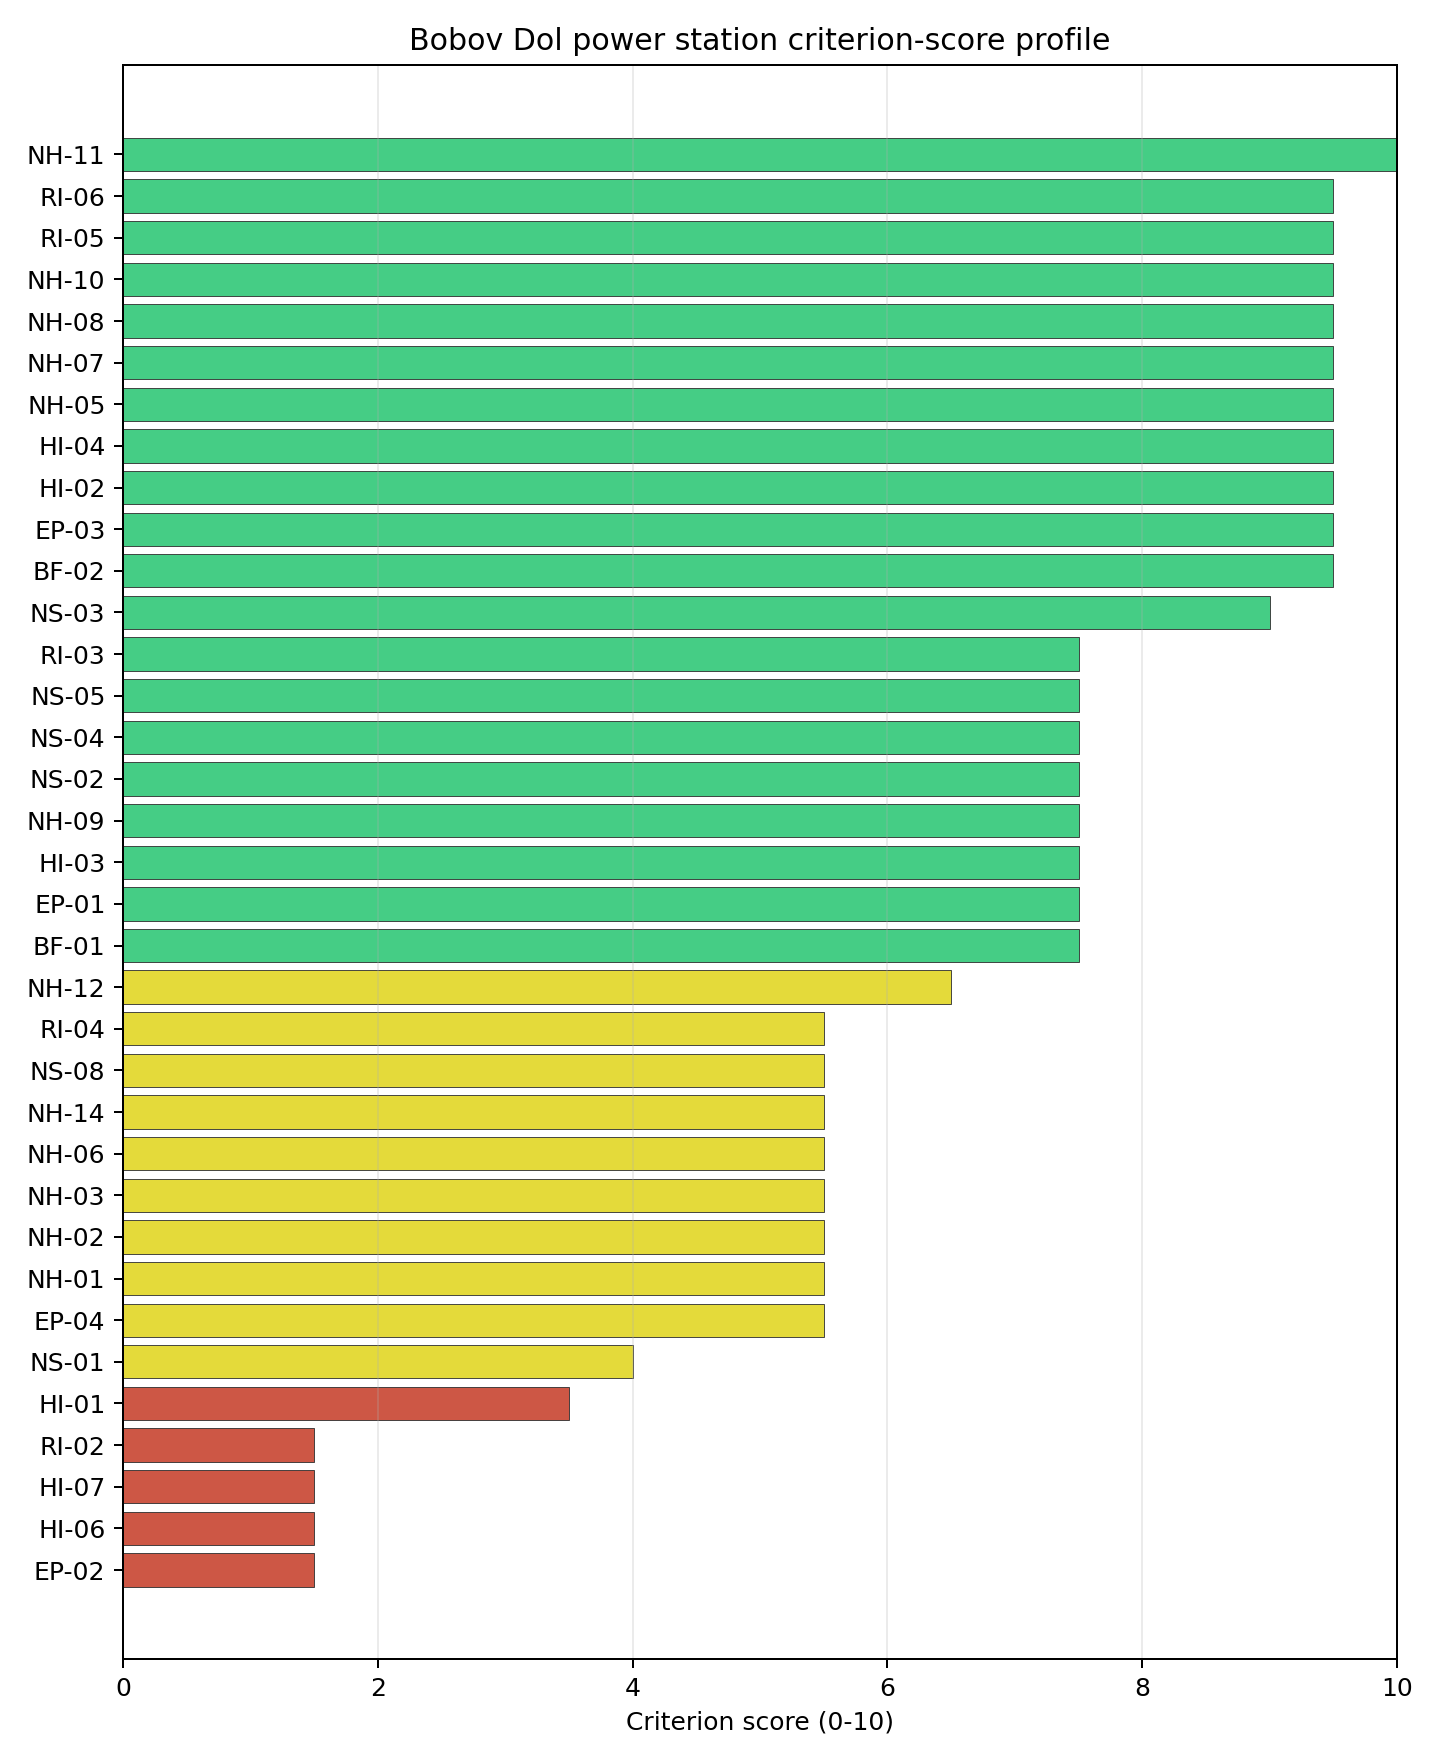 Bobov Dol power station criterion-score profile
NH-11
RI-06
RI-05
NH-10
NH-08
NH-07
NH-05
HI-04
HI-02
EP-03
BF-02
NS-03
RI-03
NS-05
NS-04
NS-02
NH-09
HI-03
EP-01
BF-01
NH-12
RI-04
NS-08
NH-14
NH-06
NH-03
NH-02
NH-01
EP-04
NS-01
HI-01
RI-02
HI-07
HI-06
EP-02
0 2 4 6 8 10
Criterion score (0-10)